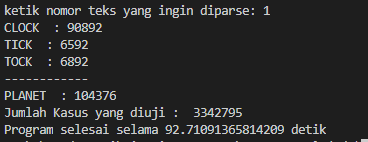 ketik nomor teks yang ingin diparse: 1
CLOCK  : 90892
TICK  : 6592
TOCK  : 6892
------------
PLANET  : 104376
Jumlah Kasus yang diuji :  3342795
Program selesai selama 92.71091365814209 detik